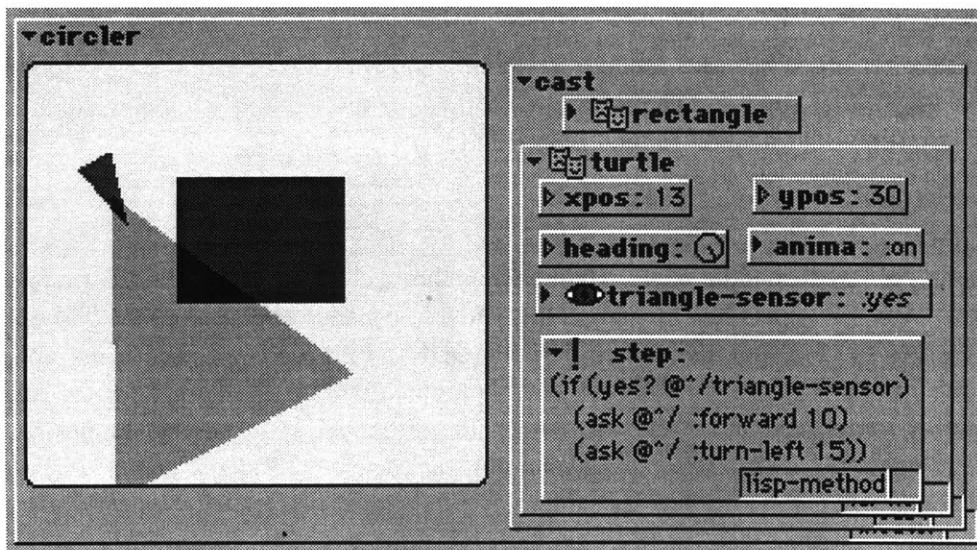 circler
cast
rectangle
turtle
xpos: 13
ypos: 30
heading:
anima: :on
triangle-sensor: :yes
! step:
(if (yes? @^/triangle-sensor)
(ask @^/ :forward 10)
(ask @^/ :turn-left 15))
lisp-method